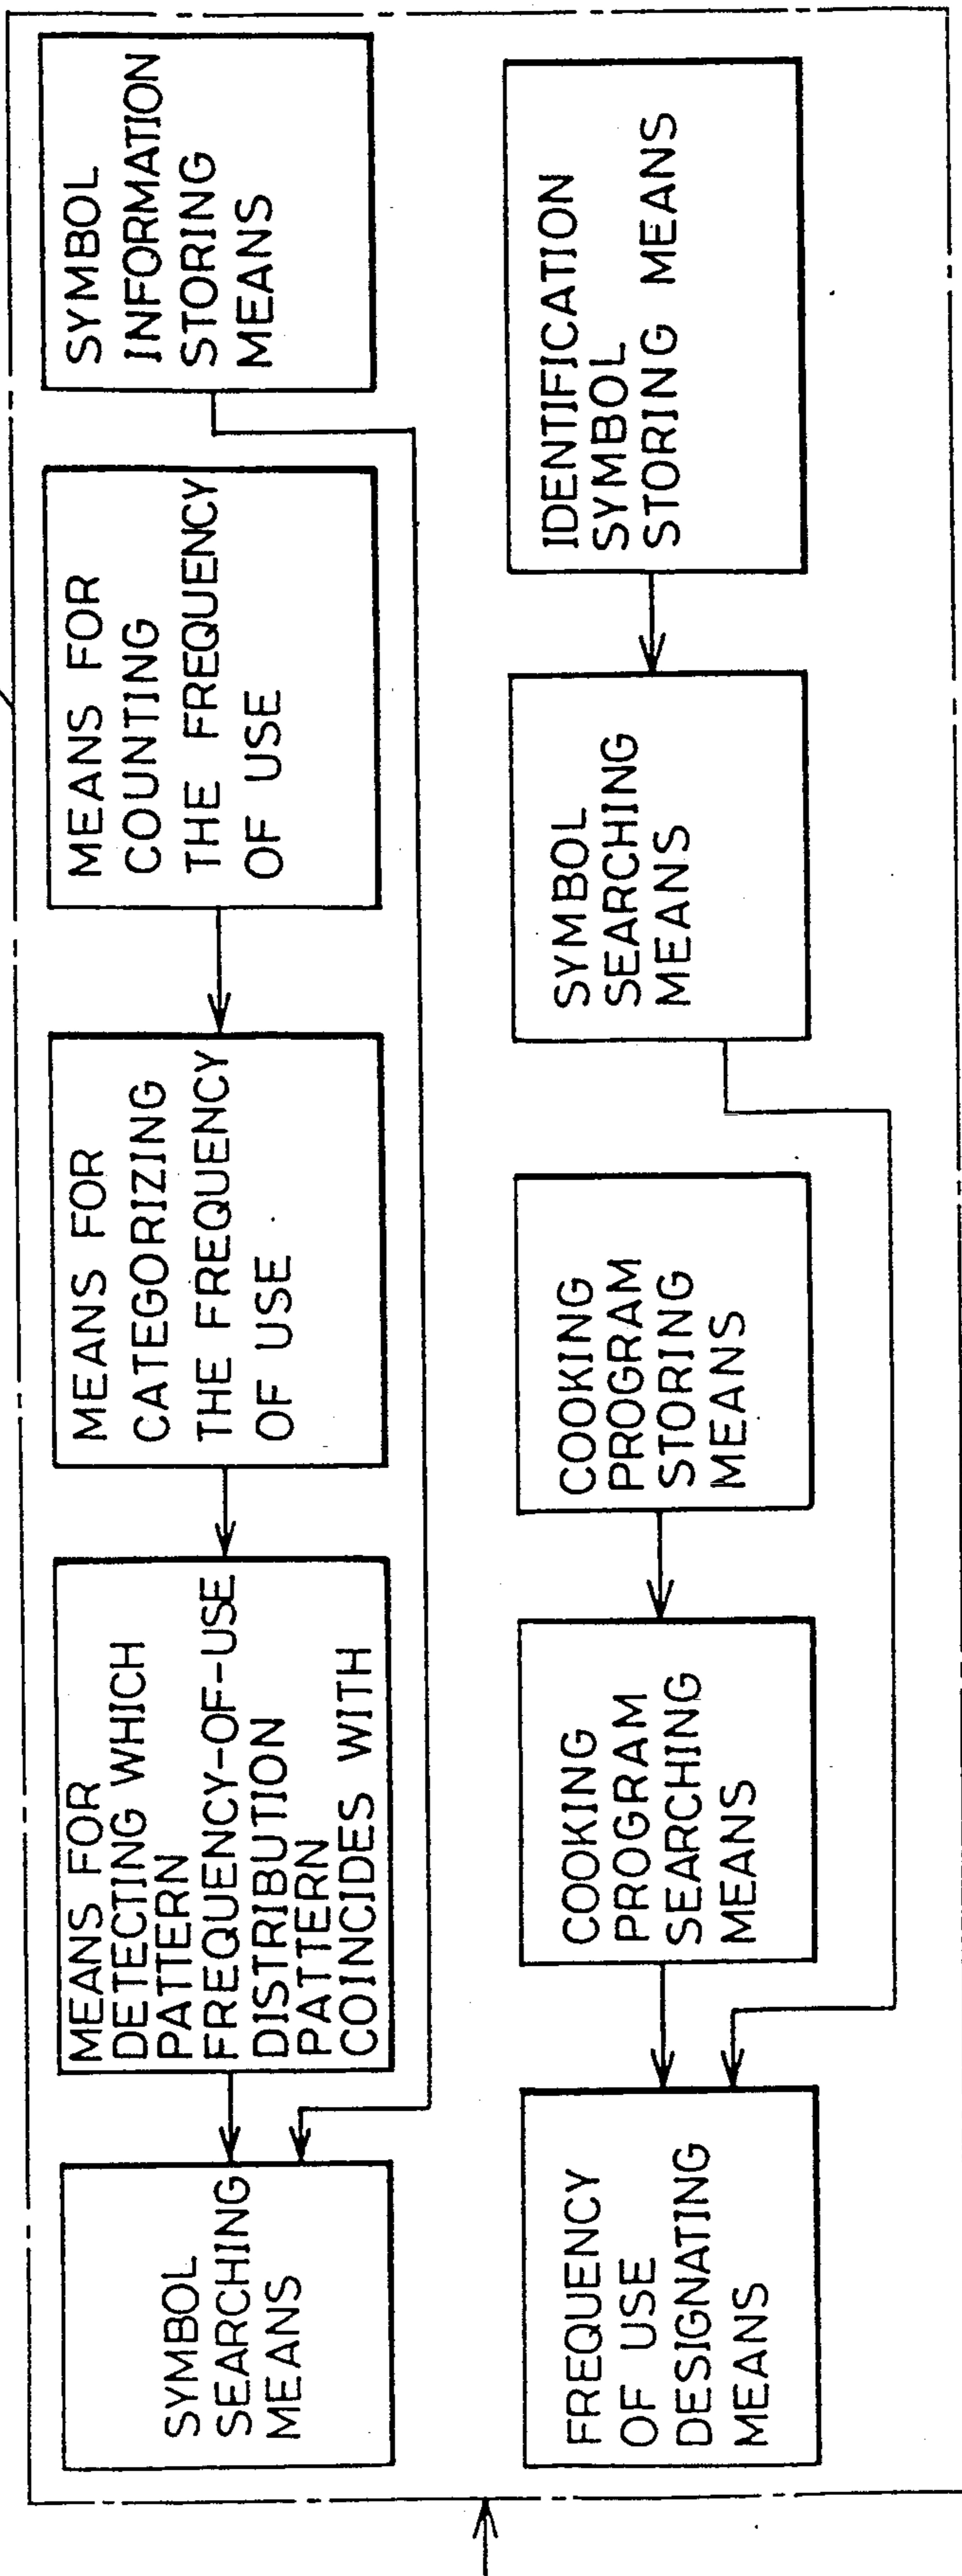 SYMBOL
SEARCHING
MEANS
MEANS FOR
DETECTING WHICH
PATTERN
FREQUENCY-OF-USE
DISTRIBUTION
PATTERN
COINCIDES WITH
MEANS FOR
CATEGORIZING
THE FREQUENCY
OF USE
MEANS FOR
COUNTING
THE FREQUENCY
OF USE
SYMBOL
INFORMATION
STORING
MEANS
FREQUENCY
OF USE
DESIGNATING
MEANS
COOKING
PROGRAM
SEARCHING
MEANS
COOKING
PROGRAM
STORING
MEANS
SYMBOL
SEARCHING
MEANS
IDENTIFICATION
SYMBOL
STORING MEANS